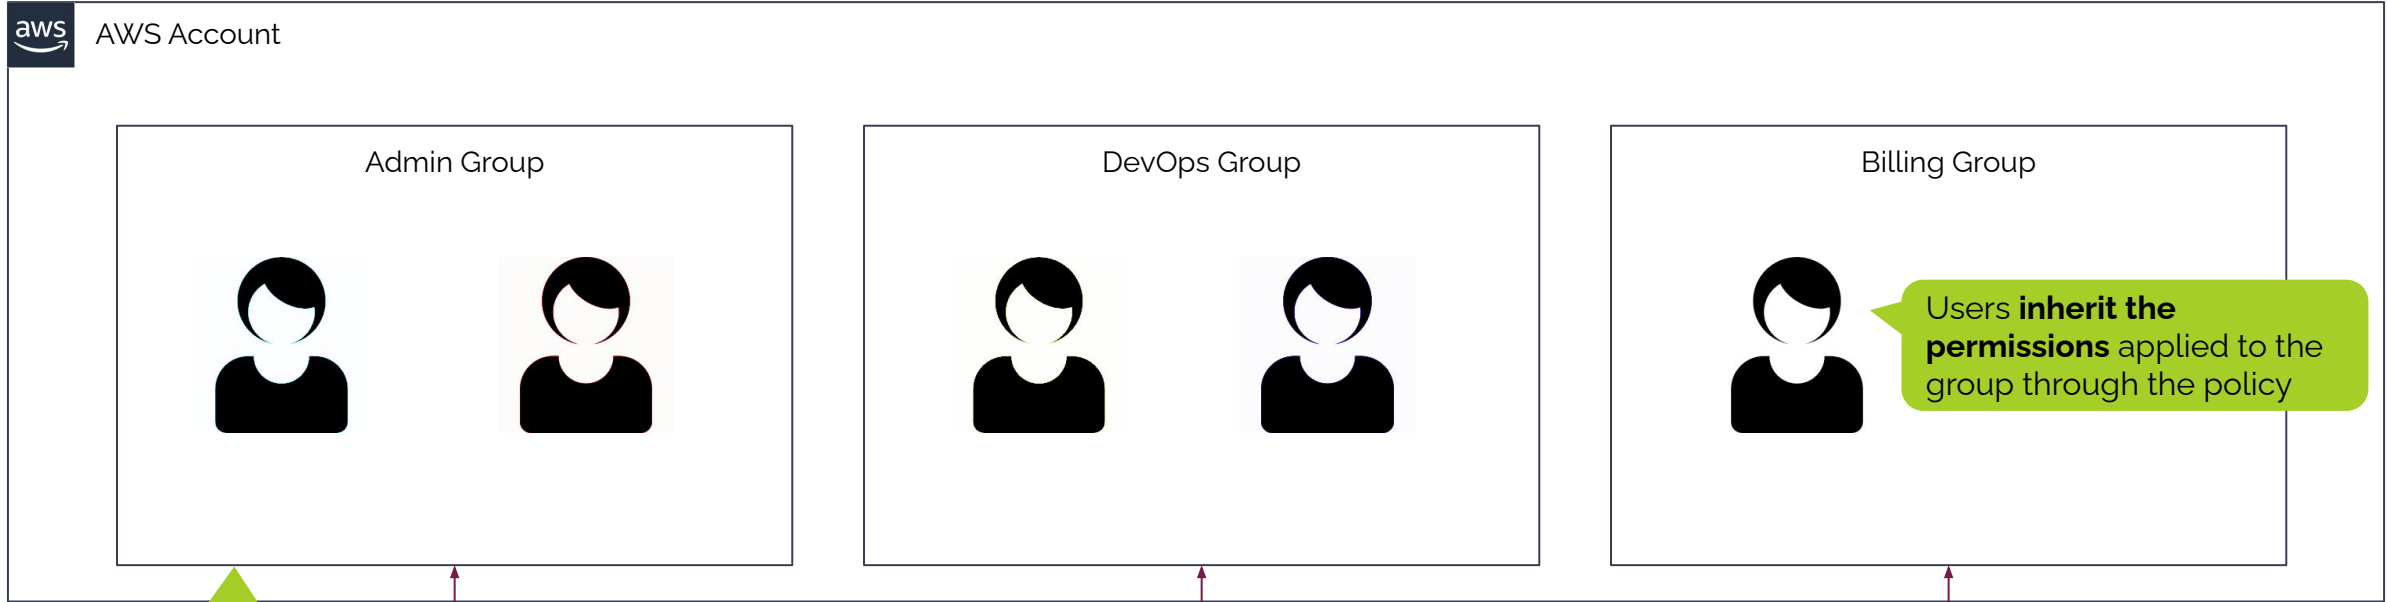 aws
AWS Account
Admin Group
DevOps Group
Billing Group
Users inherit the
permissions applied to the
group through the policy